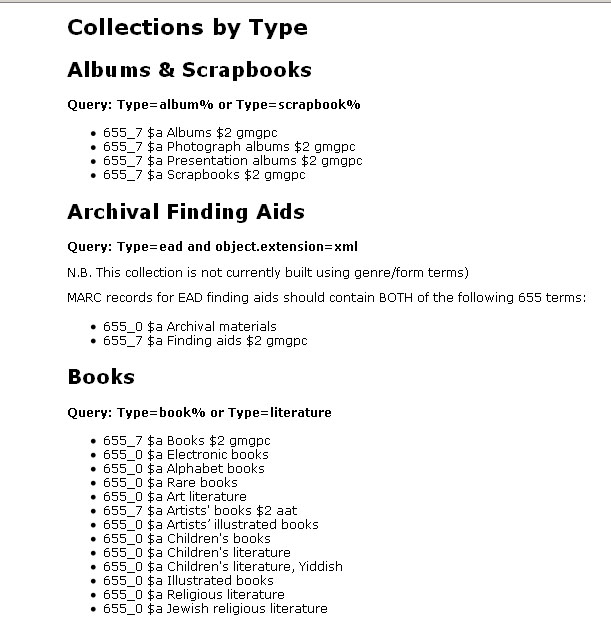 Collections by Type
Albums & Scrapbooks
Query: Type=album% or Type=scrapbook%
• 655_7 $a Albums $2 gmgpc
• 655_7 $a Photograph albums $2 gmgpc
• 655_7 $a Presentation albums $2 gmgpc
• 655_7 $a Scrapbooks $2 gmgpc
Archival Finding Aids
Query: Type=ead and object.extension=xml
N.B. This collection is not currently built using genre/form terms)
MARC records for EAD finding aids should contain BOTH of the following 655 terms:
• 655_0 $a Archival materials
• 655_7 $a Finding aids $2 gmgpc
Books
Query: Type=book% or Type=literature
• 655_7 $a Books $2 gmgpc
• 655_0 $a Electronic books
• 655_0 $a Alphabet books
• 655_0 $a Rare books
• 655_0 $a Art literature
• 655_7 $a Artists' books $2 aat
• 655_0 $a Artists’ illustrated books
• 655_0 $a Children's books
• 655_0 $a Children's literature
• 655_0 $a Children's literature, Yiddish
• 655_0 $a Illustrated books
• 655_0 $a Religious literature
• 655_0 $a Jewish religious literature